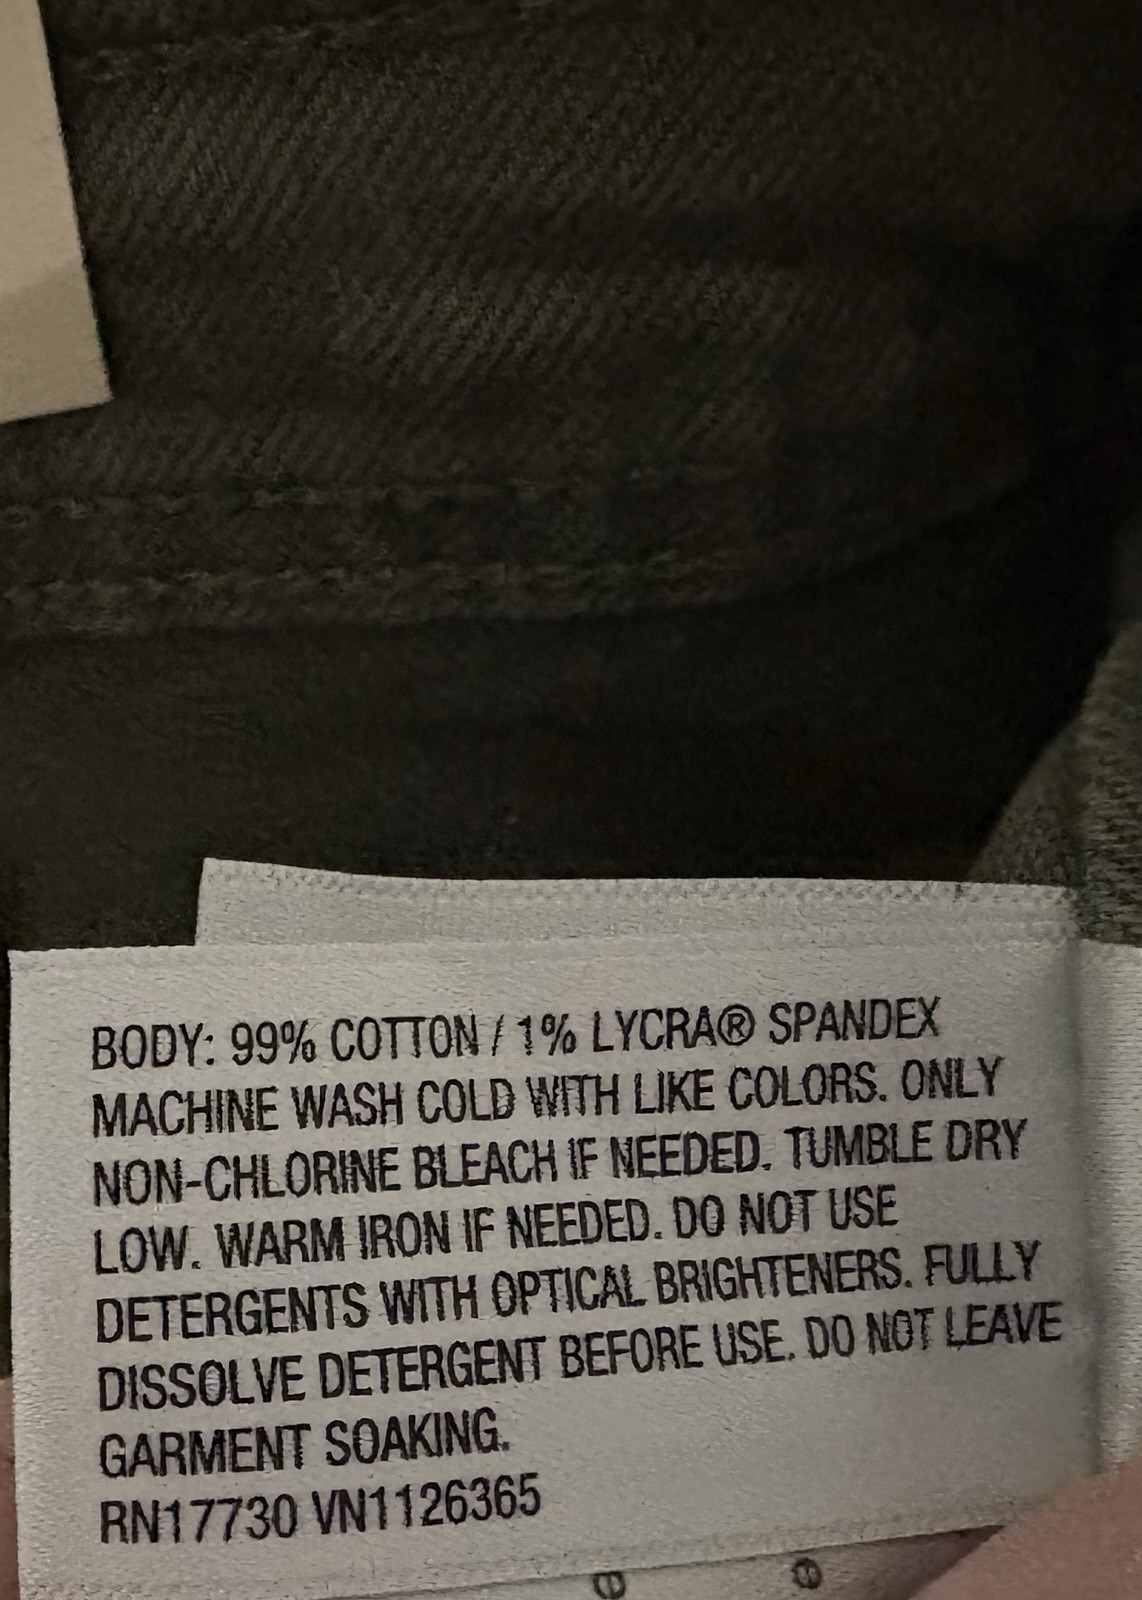 BODY: 99% COTTON / 1% LYCRA® SPANDEX
MACHINE WASH COLD WITH LIKE COLORS. ONLY
NON-CHLORINE BLEACH IF NEEDED. TUMBLE DRY
LOW. WARM IRON IF NEEDED. DO NOT USE
DETERGENTS WITH OPTICAL BRIGHTENERS. FULLY
DISSOLVE DETERGENT BEFORE USE. DO NOT LEAVE
GARMENT SOAKING.
RN17730 VN1126365